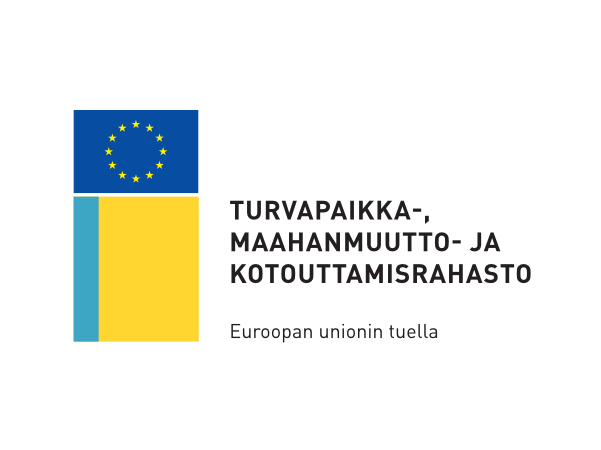 TURVAPAIKKA-,
MAAHANMUUTTO- JA
KOTOUTTAMISRAHASTO
Euroopan unionin tuella